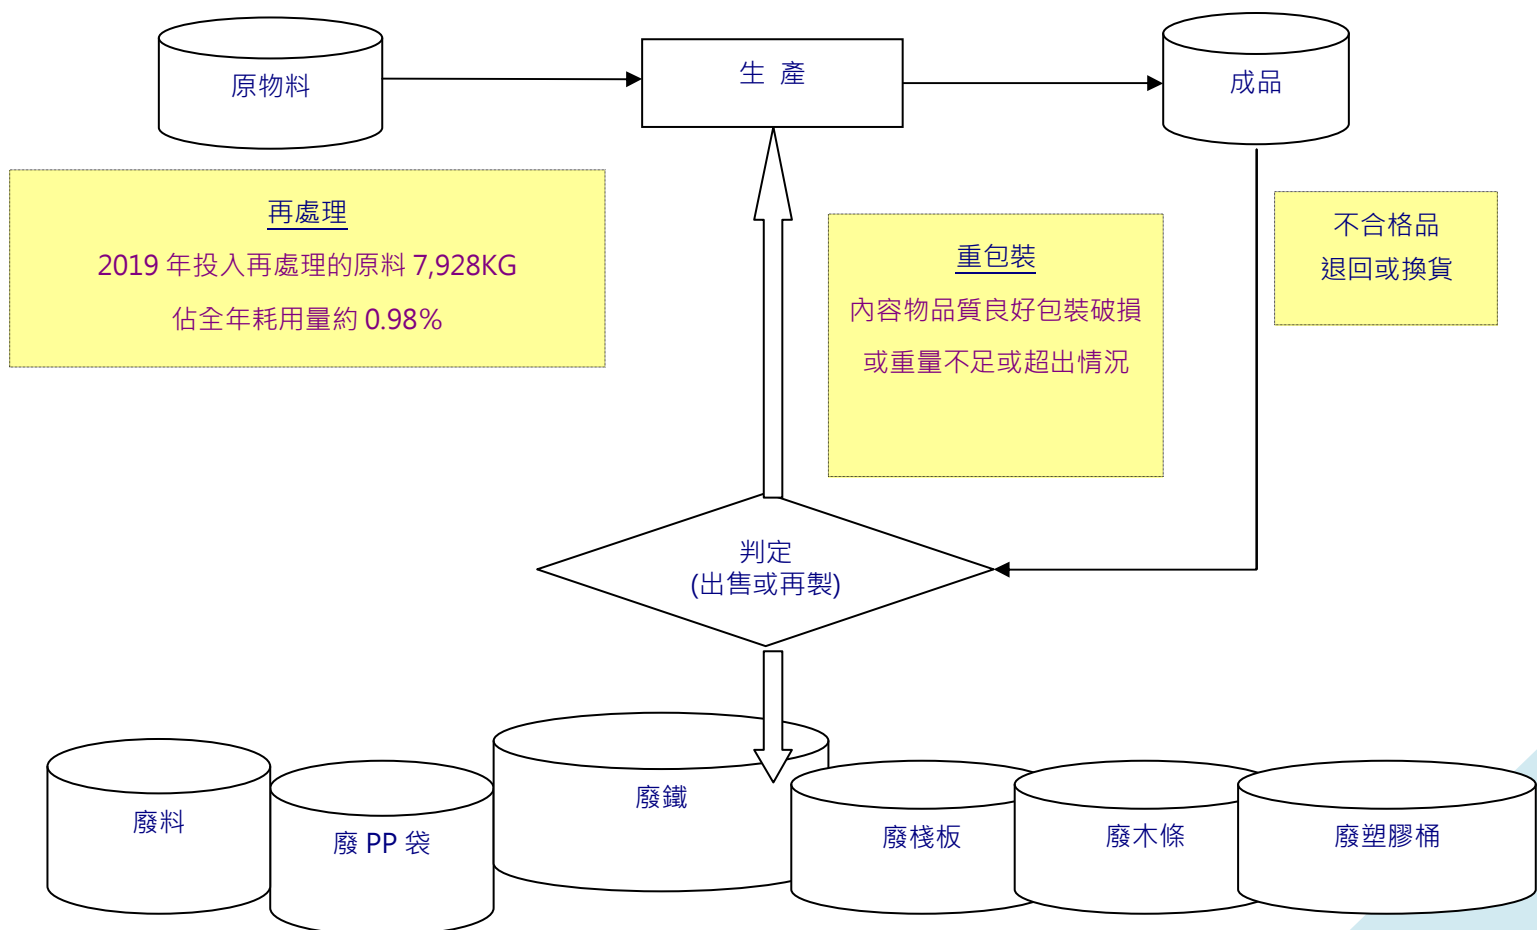 原物料
生 產
成品
再處理
2019 年投入再處理的原料 7,928KG
佔全年耗用量約 0.98%
重包裝
內容物品質良好包裝破損
或重量不足或超出情況
不合格品
退回或換貨
判定
(出售或再製)
廢料
廢 PP 袋
廢鐵
廢棧板
廢木條
廢塑膠桶